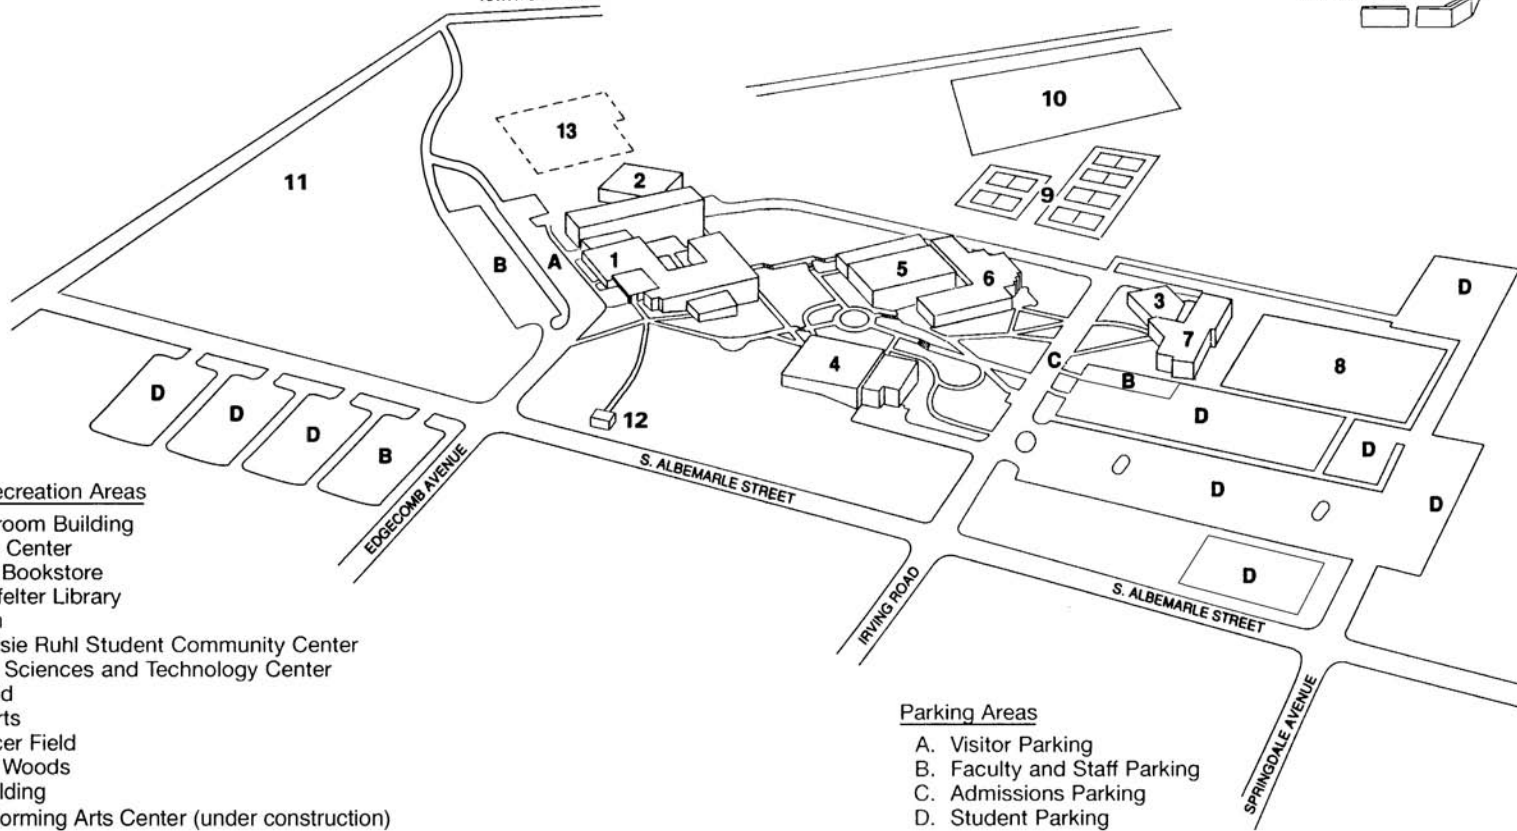 10
13
11
2
9
B
A
1
5
6
D
3
7
C
8
4
B
D
D
D
D
D
B
12
D
D
D
D
S. ALBEMARLE STREET
EDGECOMB AVENUE
IRVING ROAD
S. ALBEMARLE STREET
SPRINGDALE AVENUE
ecreation Areas
room Building
Center
Bookstore
felter Library
sie Ruhl Student Community Center
Sciences and Technology Center
d
rts
cer Field
Woods
lding
orming Arts Center (under construction)
Parking Areas
A. Visitor Parking
B. Faculty and Staff Parking
C. Admissions Parking
D. Student Parking